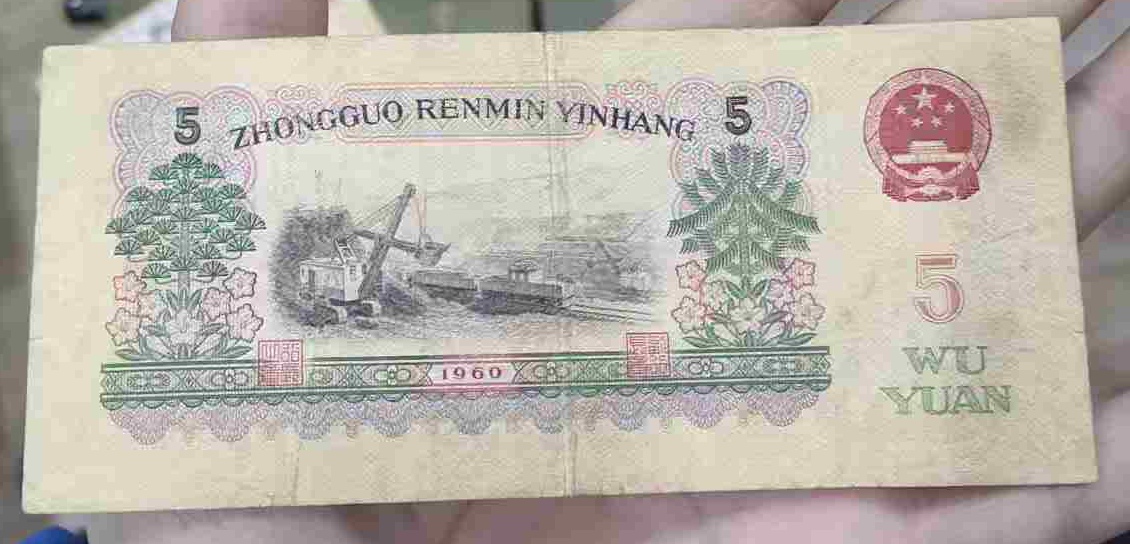 5 ZHONGGUO RENMIN YINHANG 5
5
WU
YUAN
1960